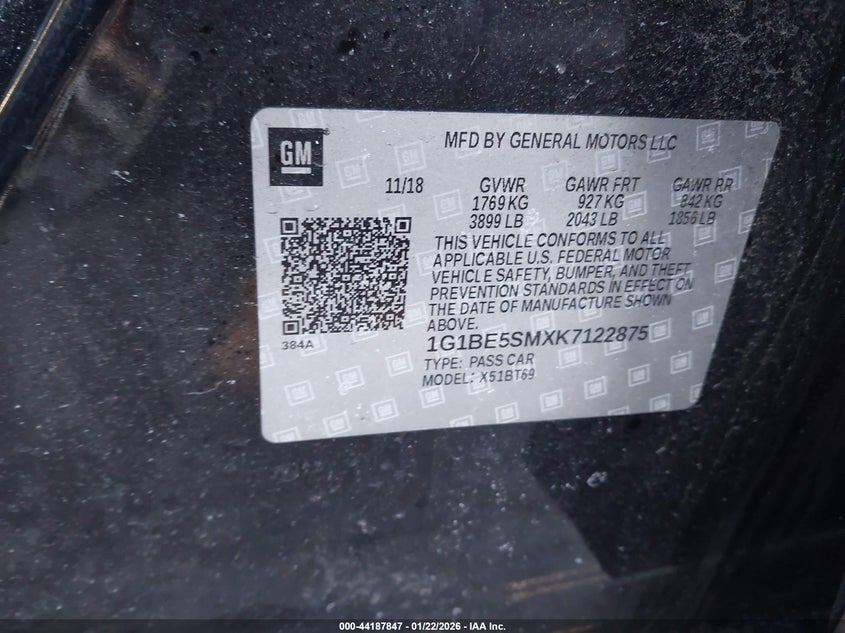 GM
MFD BY GENERAL MOTORS LLC
11/18 GVWR GAWR FRT GAWR RR
1769 KG 927 KG 842 KG
3899 LB 2043 LB 1856 LB
THIS VEHICLE CONFORMS TO ALL
APPLICABLE U.S. FEDERAL MOTOR
VEHICLE SAFETY, BUMPER, AND THEFT
PREVENTION STANDARDS IN EFFECT ON
THE DATE OF MANUFACTURE SHOWN
ABOVE.
384A
1G1BE5SMXK7122875
TYPE: PASS CAR
MODEL: X51BT69
000-44187847 - 01/22/2026 - IAA Inc.